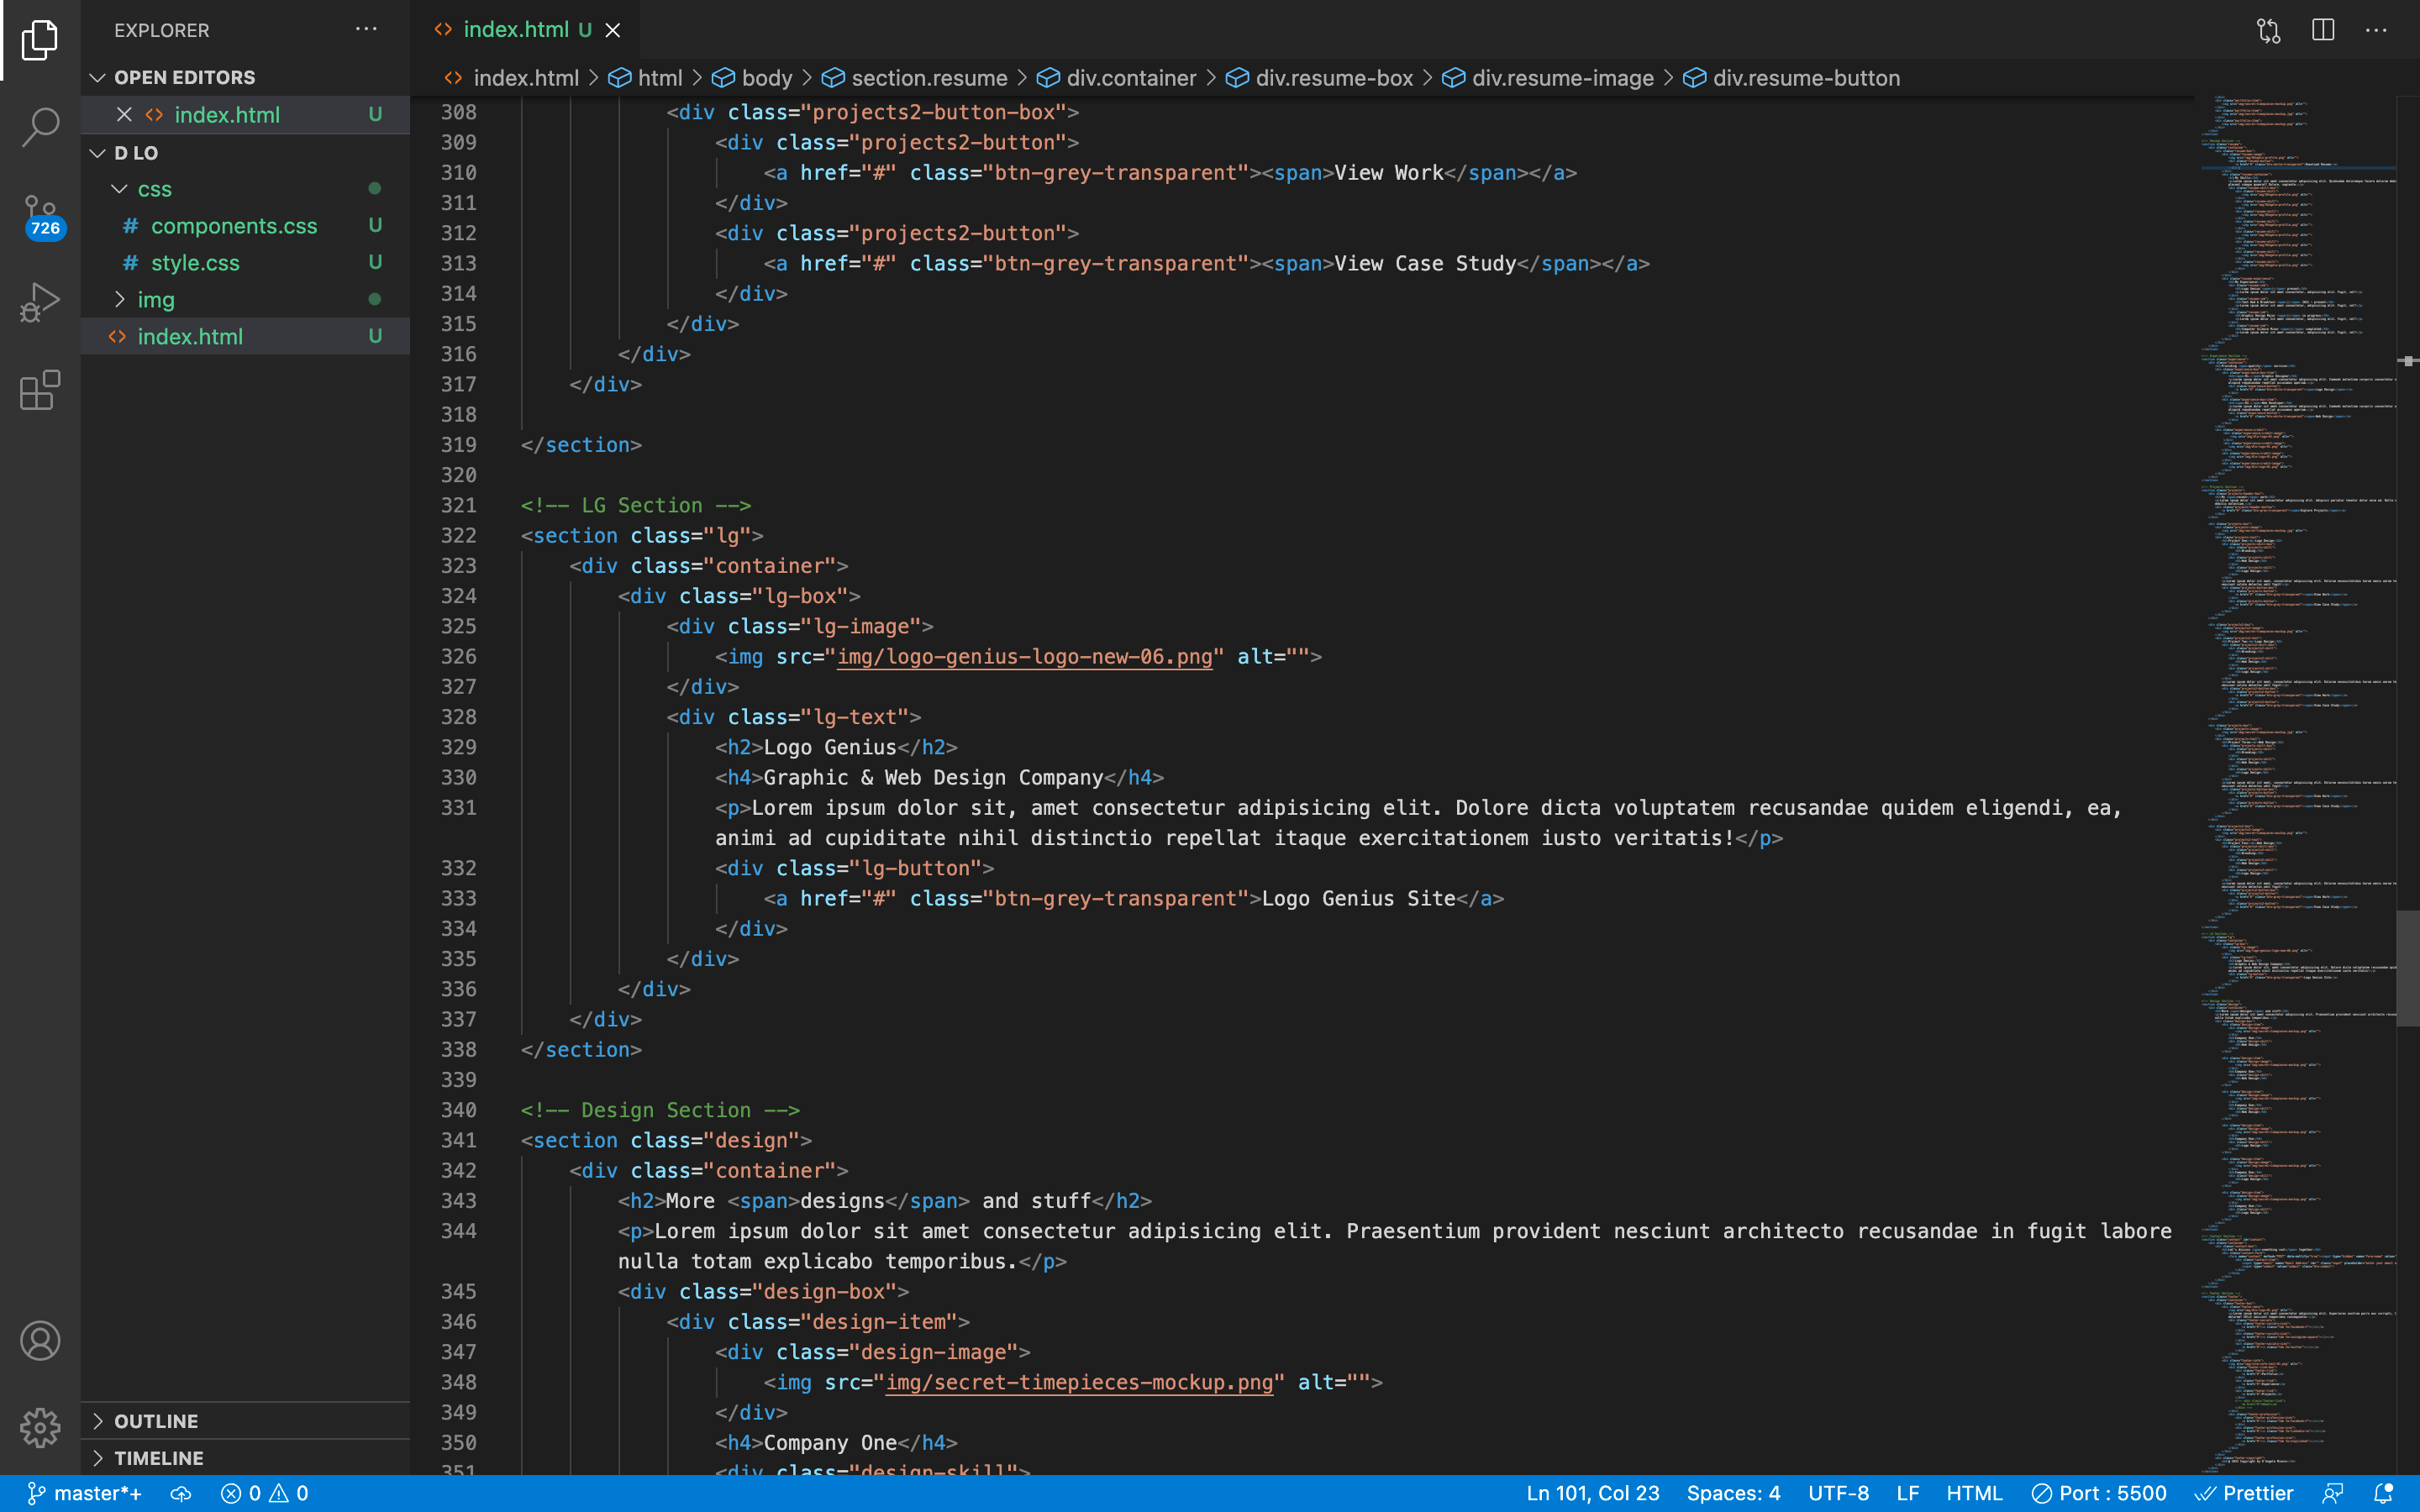 EXPLORER
OPEN EDITORS
index.html U
D LO
css
# components.css U
# style.css U
img
index.html U
726
OUTLINE
TIMELINE
index.html U
index.html > html > body > section.resume > div.container > div.resume-box > div.resume-image > div.resume-button
308 <div class="projects2-button-box">
309 <div class="projects2-button">
310 <a href="#" class="btn-grey-transparent"><span>View Work</span></a>
311 </div>
312 <div class="projects2-button">
313 <a href="#" class="btn-grey-transparent"><span>View Case Study</span></a>
314 </div>
315 </div>
316 </div>
317 </div>
318
319 </section>
320
321 <!-- LG Section -->
322 <section class="lg">
323 <div class="container">
324 <div class="lg-box">
325 <div class="lg-image">
326 <img src="img/logo-genius-logo-new-06.png" alt="">
327 </div>
328 <div class="lg-text">
329 <h2>Logo Genius</h2>
330 <h4>Graphic & Web Design Company</h4>
331 <p>Lorem ipsum dolor sit, amet consectetur adipisicing elit. Dolore dicta voluptatem recusandae quidem eligendi, ea,
animi ad cupiditate nihil distinctio repellat itaque exercitationem iusto veritatis!</p>
332 <div class="lg-button">
333 <a href="#" class="btn-grey-transparent">Logo Genius Site</a>
334 </div>
335 </div>
336 </div>
337 </div>
338 </section>
339
340 <!-- Design Section -->
341 <section class="design">
342 <div class="container">
343 <h2>More <span>designs</span> and stuff</h2>
344 <p>Lorem ipsum dolor sit amet consectetur adipisicing elit. Praesentium provident nesciunt architecto recusandae in fugit labore
nulla totam explicabo temporibus.</p>
345 <div class="design-box">
346 <div class="design-item">
347 <div class="design-image">
348 <img src="img/secret-timepieces-mockup.png" alt="">
349 </div>
350 <h4>Company One</h4>
351 <div class="design-skill">
master*+ 0 0 Ln 101, Col 23 Spaces: 4 UTF-8 LF HTML Port : 5500 Prettier